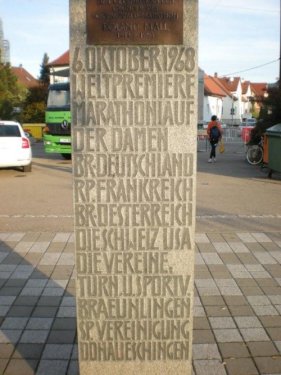 6.OKTOBER 1968
WELTPREMIERE
MARATHONLAUF
DER DAMEN
BR·DEUTSCHLAND
RP.FRANKREICH
BR·OESTERREICH
DIE SCHWEIZ USA
DIE VEREINE,
TURN.U.SPORTV.
BRAEUNLINGEN
SP.VEREINIGUNG
DONAUESCHINGEN